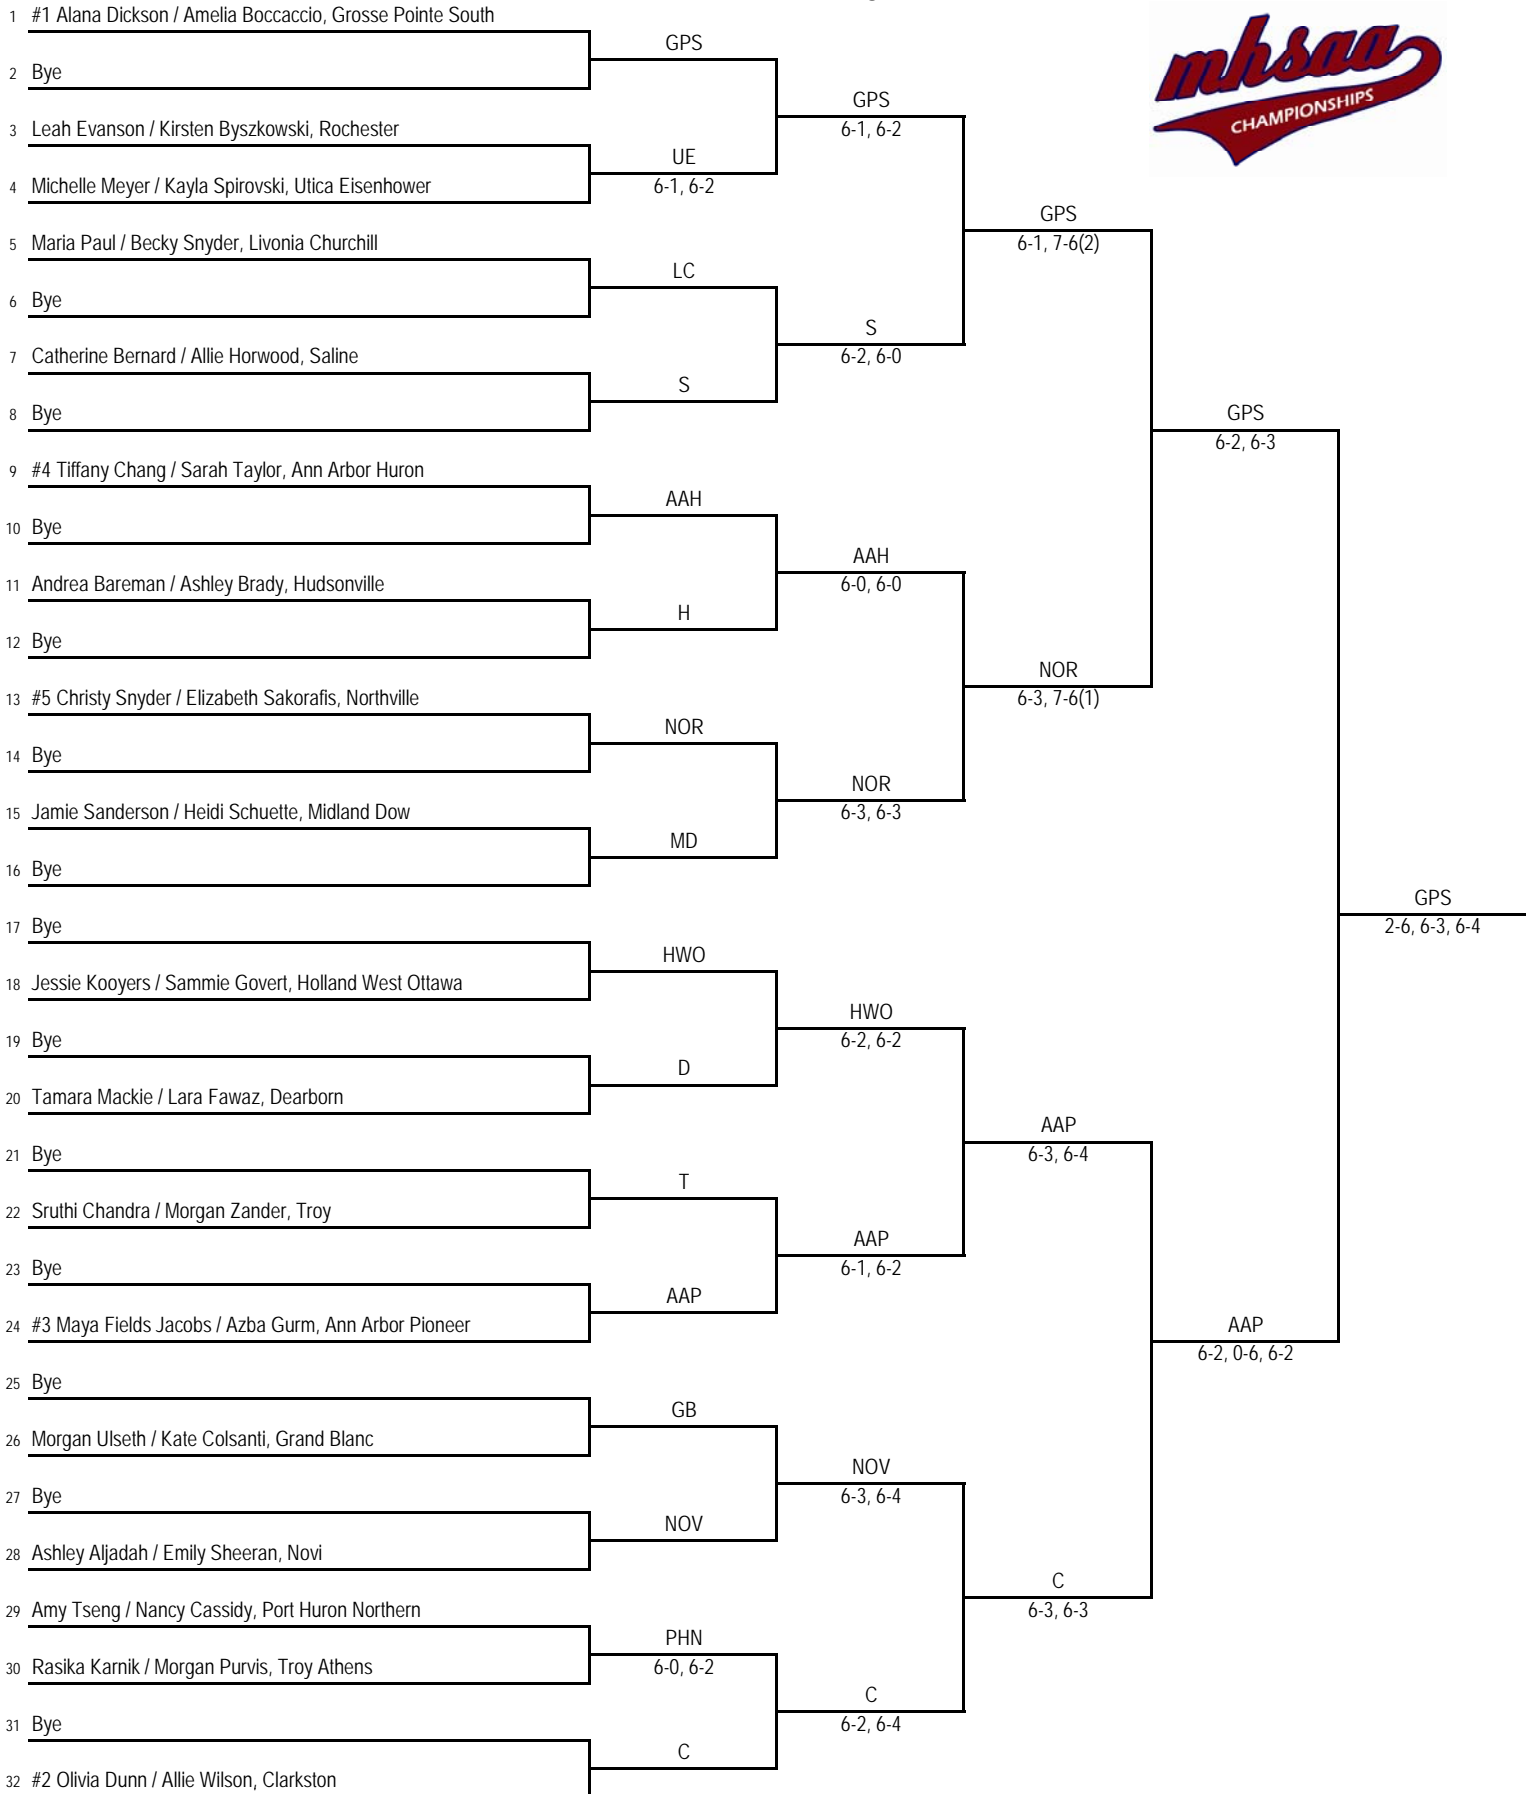 1 #1 Alana Dickson / Amelia Boccaccio, Grosse Pointe South
GPS
2 Bye
GPS
6-1, 6-2
3 Leah Evanson / Kirsten Byszkowski, Rochester
UE
6-1, 6-2
4 Michelle Meyer / Kayla Spirovski, Utica Eisenhower
GPS
6-1, 7-6(2)
5 Maria Paul / Becky Snyder, Livonia Churchill
LC
6 Bye
S
6-2, 6-0
7 Catherine Bernard / Allie Horwood, Saline
S
8 Bye
GPS
6-2, 6-3
9 #4 Tiffany Chang / Sarah Taylor, Ann Arbor Huron
AAH
10 Bye
AAH
6-0, 6-0
11 Andrea Bareman / Ashley Brady, Hudsonville
H
12 Bye
NOR
6-3, 7-6(1)
13 #5 Christy Snyder / Elizabeth Sakorafis, Northville
NOR
14 Bye
NOR
6-3, 6-3
15 Jamie Sanderson / Heidi Schuette, Midland Dow
MD
16 Bye
GPS
2-6, 6-3, 6-4
17 Bye
HWO
18 Jessie Kooyers / Sammie Govert, Holland West Ottawa
HWO
6-2, 6-2
19 Bye
D
20 Tamara Mackie / Lara Fawaz, Dearborn
AAP
6-3, 6-4
21 Bye
T
22 Sruthi Chandra / Morgan Zander, Troy
AAP
6-1, 6-2
23 Bye
AAP
24 #3 Maya Fields Jacobs / Azba Gurm, Ann Arbor Pioneer
AAP
6-2, 0-6, 6-2
25 Bye
GB
26 Morgan Ulseth / Kate Colsanti, Grand Blanc
NOV
6-3, 6-4
27 Bye
NOV
28 Ashley Aljadah / Emily Sheeran, Novi
C
6-3, 6-3
29 Amy Tseng / Nancy Cassidy, Port Huron Northern
PHN
6-0, 6-2
30 Rasika Karnik / Morgan Purvis, Troy Athens
C
6-2, 6-4
31 Bye
C
32 #2 Olivia Dunn / Allie Wilson, Clarkston
mhsaa
CHAMPIONSHIPS